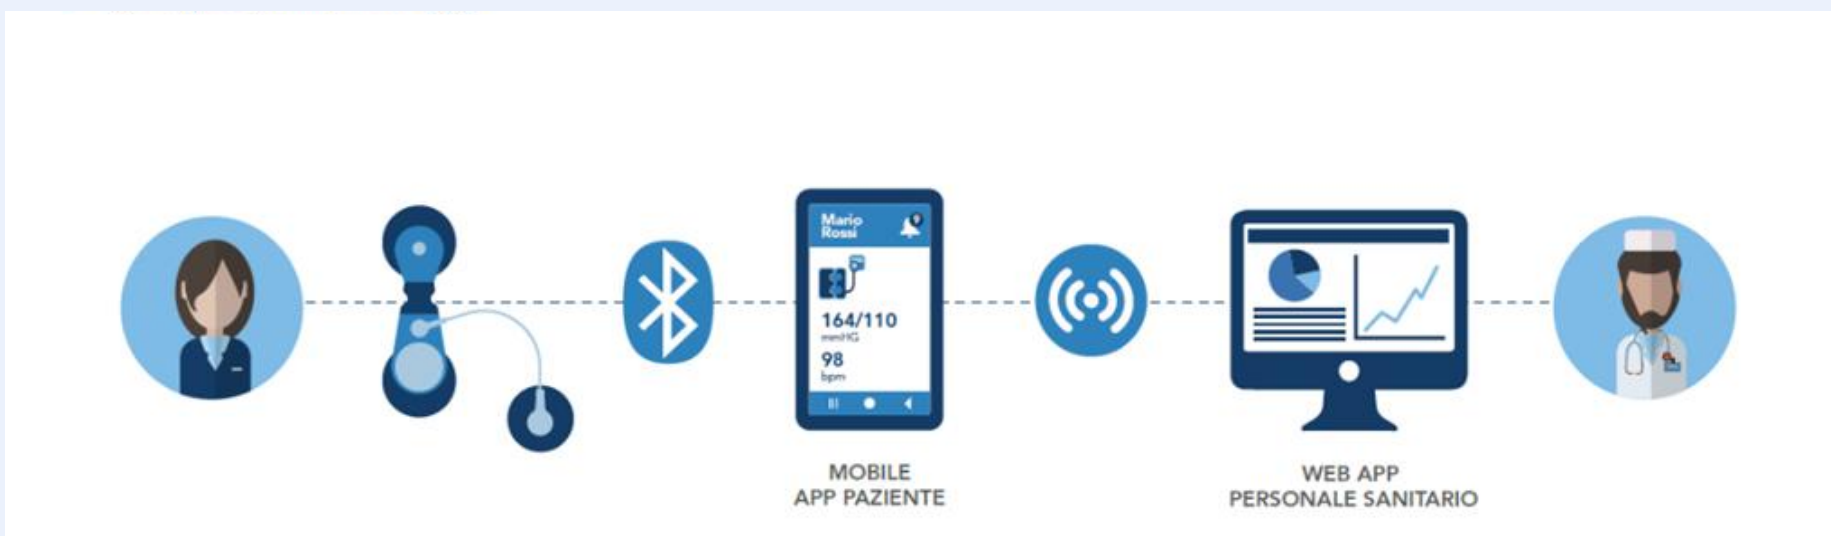 Mario
Rossi
164/110
mmHG
98
bpm
MOBILE
APP PAZIENTE
WEB APP
PERSONALE SANITARIO